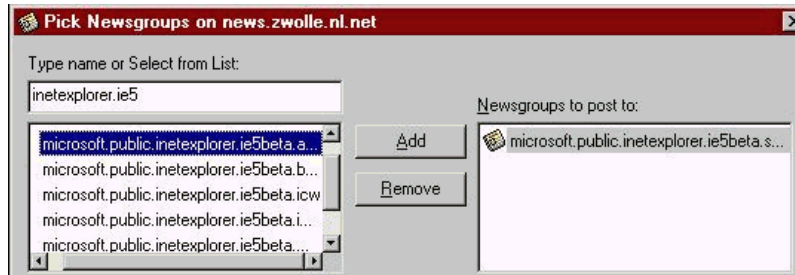 Pick Newsgroups on news.zwolle.nl.net
Type name or Select from List:
inetexplorer.ie5
Newsgroups to post to:
microsoft.public.inetexplorer.ie5beta.a...
microsoft.public.inetexplorer.ie5beta.b...
microsoft.public.inetexplorer.ie5beta.icw
microsoft.public.inetexplorer.ie5beta.i...
microsoft.public.inetexplorer.ie5beta....
Add
Remove
microsoft.public.inetexplorer.ie5beta.s...